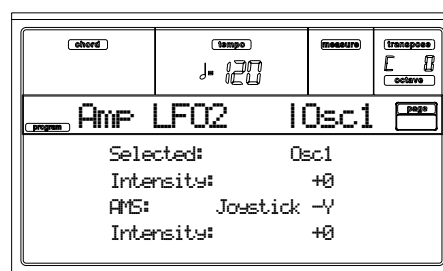 chord tempo measure transpose
♩= 120 C 0
octave
program Amp LFO2 |Osc1 page
Selected: Osc1
Intensity: +0
AMS: Joystick -Y
Intensity: +0